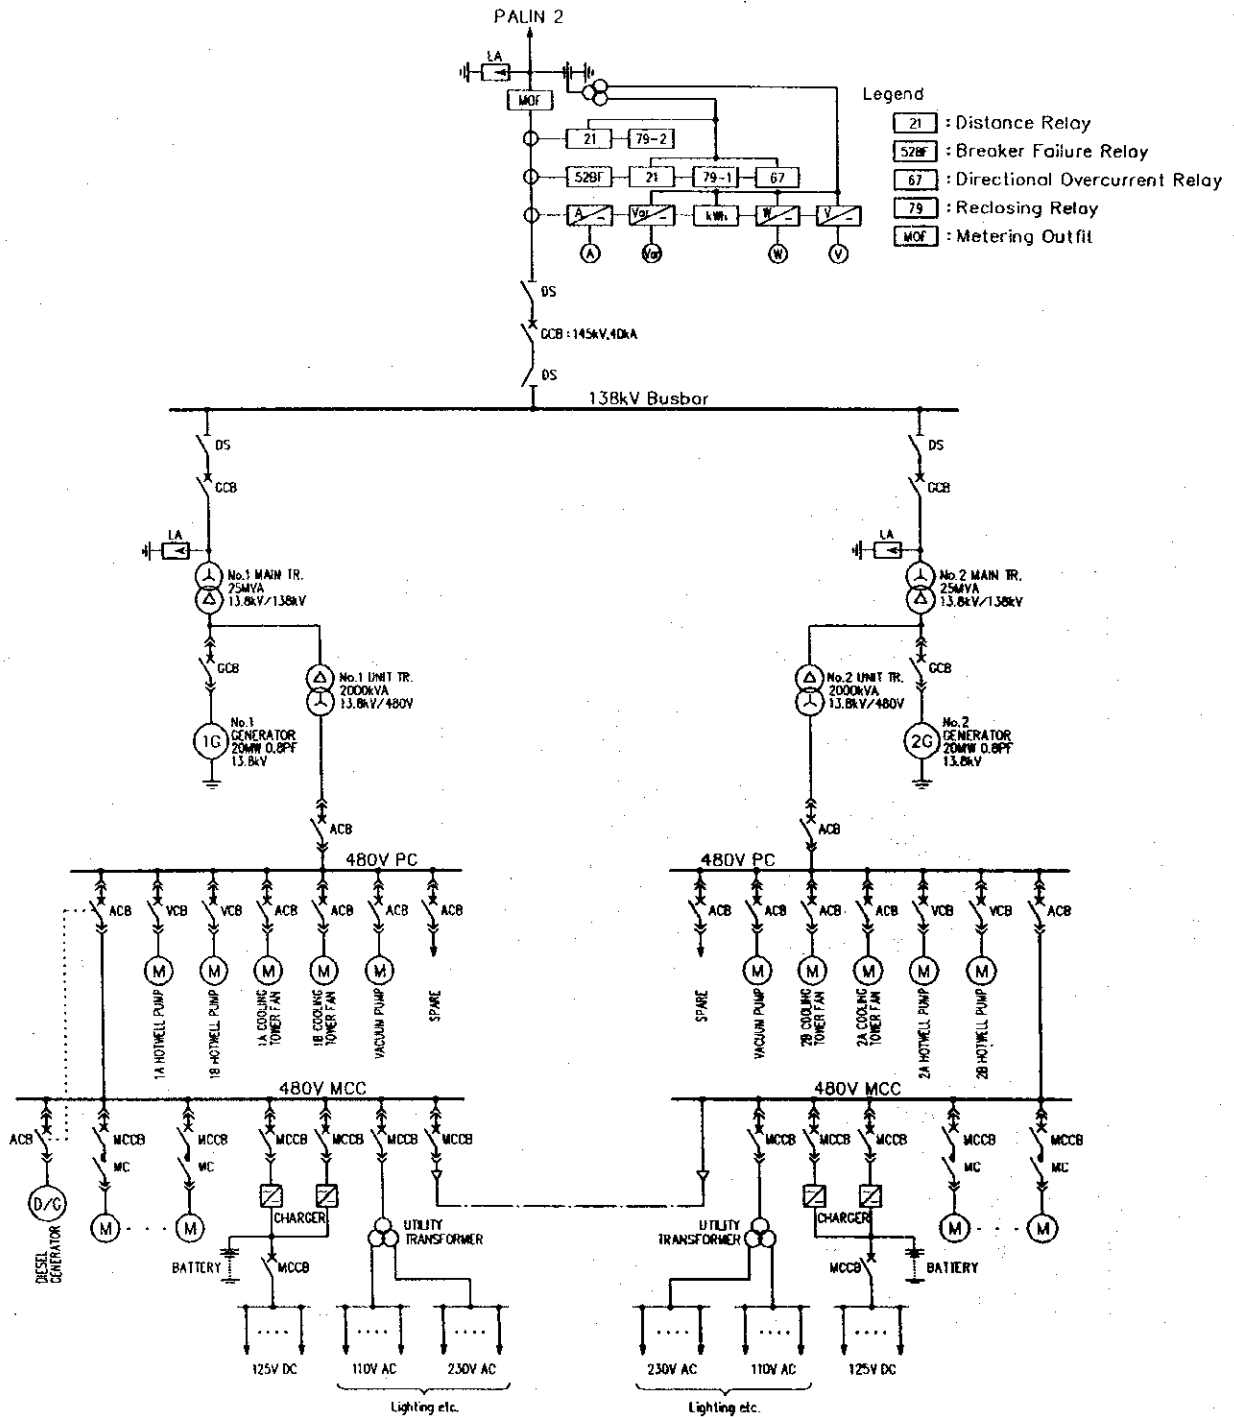 PALIN 2
LA
MOF
21
79-2
52BF
21
79-1
67
A
Var
kWh
W
V
A
Var
W
V
Legend
21 : Distance Relay
52BF : Breaker Failure Relay
67 : Directional Overcurrent Relay
79 : Reclosing Relay
MOF : Metering Outfit
DS
GCB : 145kV,40kA
DS
138kV Busbar
DS
DS
GCB
GCB
LA
LA
No.1 MAIN TR.
25MVA
13.8kV/138kV
No.2 MAIN TR.
25MVA
13.8kV/138kV
GCB
No.1 UNIT TR.
2000kVA
13.8kV/480V
No.2 UNIT TR.
2000kVA
13.8kV/480V
GCB
1G
No.1
GENERATOR
20MW 0.8PF
13.8kV
2G
No.2
GENERATOR
20MW 0.8PF
13.8kV
ACB
ACB
480V PC
480V PC
ACB
VCB
VCB
ACB
ACB
ACB
ACB
ACB
ACB
ACB
ACB
VCB
VCB
ACB
M
M
M
M
M
M
M
M
M
M
1A HOTWELL PUMP
1B HOTWELL PUMP
1A COOLING
TOWER FAN
1B COOLING
TOWER FAN
VACUUM PUMP
SPARE
SPARE
VACUUM PUMP
2B COOLING
TOWER FAN
2A COOLING
TOWER FAN
2A HOTWELL PUMP
2B HOTWELL PUMP
480V MCC
480V MCC
ACB
MCCB
MCCB
MCCB
MCCB
MCCB
MCCB
MCCB
MCCB
MCCB
MCCB
MCCB
MC
MC
MC
MC
D/G
DIESEL
GENERATOR
M
M
CHARGER
UTILITY
TRANSFORMER
UTILITY
TRANSFORMER
CHARGER
M
M
BATTERY
MCCB
MCCB
BATTERY
125V DC
110V AC
230V AC
230V AC
110V AC
125V DC
Lighting etc.
Lighting etc.